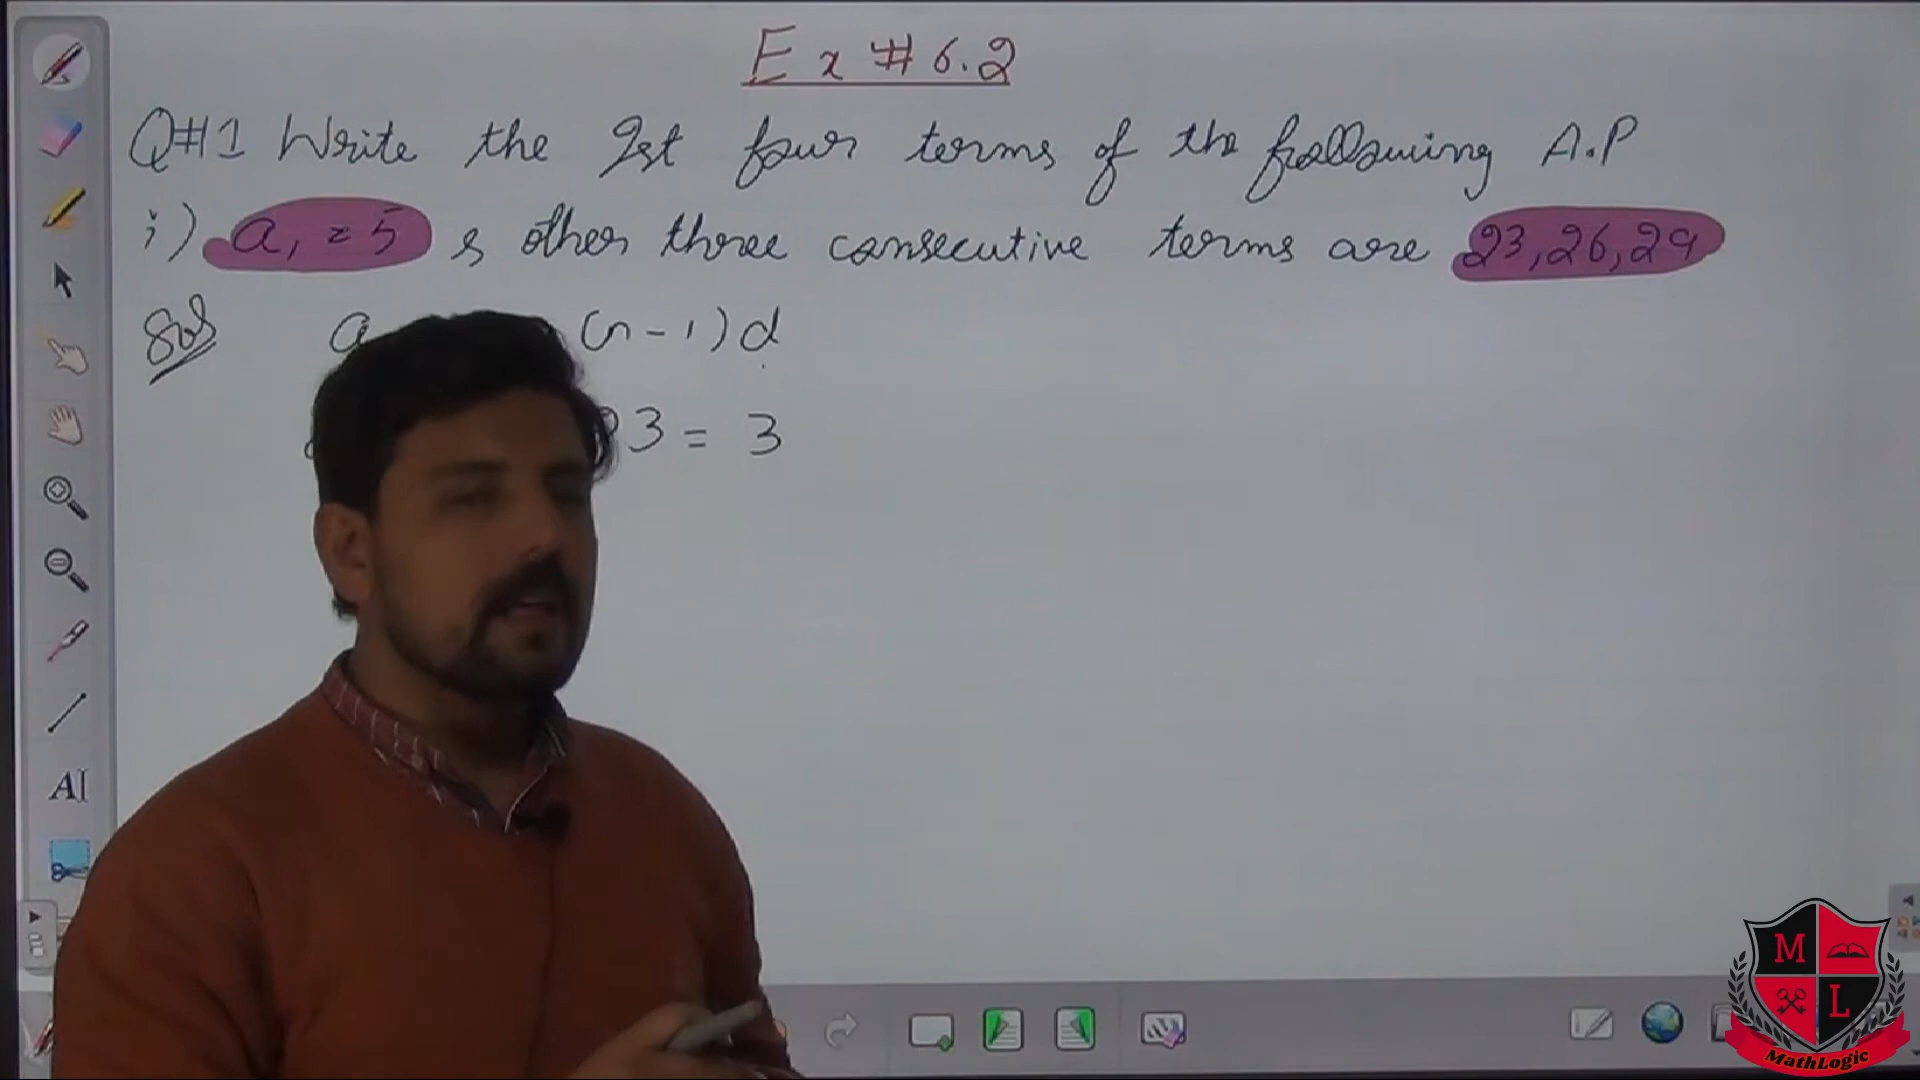 Ex # 6.2
Q#1 Write the 1st four terms of the following A.P
i) a₁ = 5 & other three consecutive terms are 23,26,29
Sol a (n-1)d
3 = 3
A
M
L
MathLogic